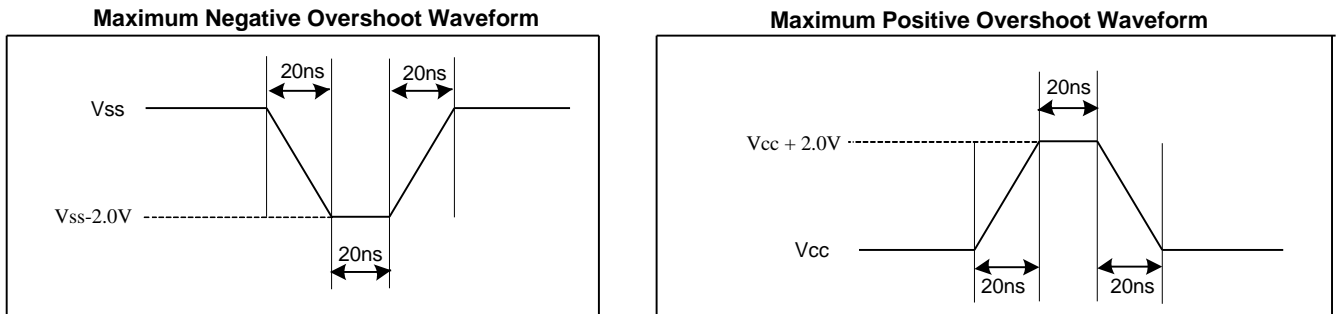 Maximum Negative Overshoot Waveform
20ns 20ns
Vss
Vss-2.0V
20ns
Maximum Positive Overshoot Waveform
20ns
Vcc + 2.0V
Vcc
20ns 20ns